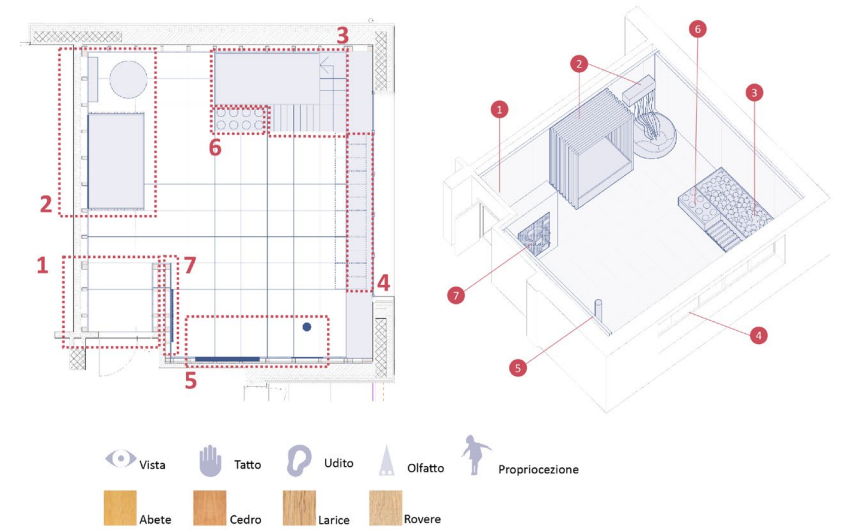 3
6
2
1
7
4
5
6
2
3
1
7
4
5
Vista
Tatto
Udito
Olfatto
Propriocezione
Abete
Cedro
Larice
Rovere